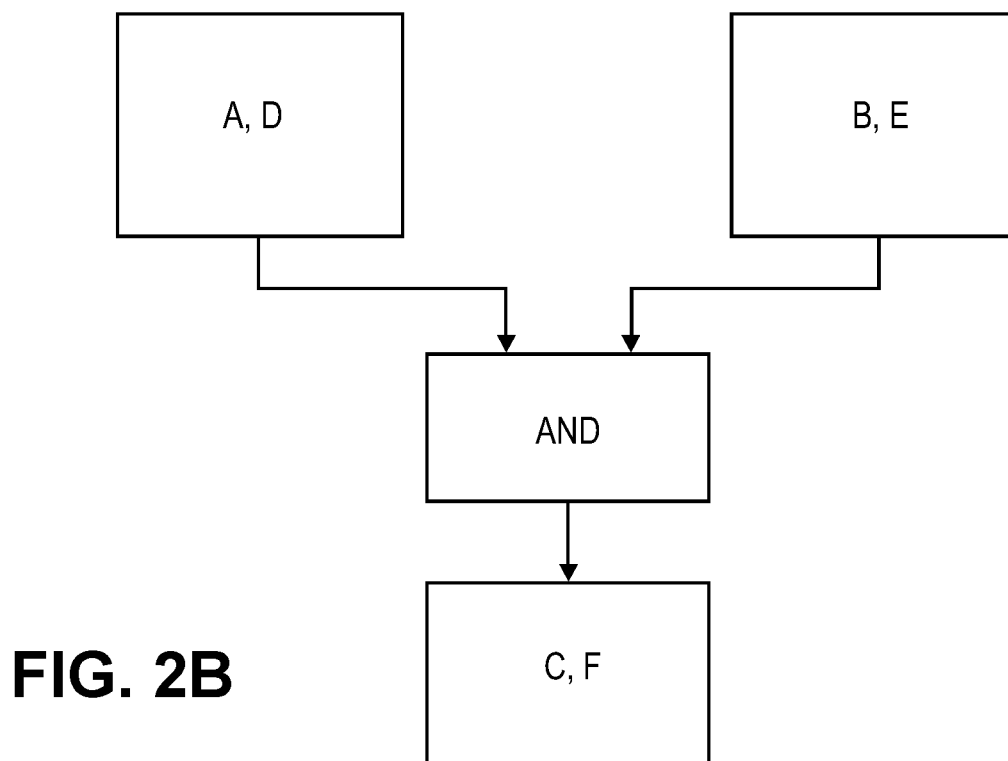 A, D
B, E
AND
C, F
FIG. 2B